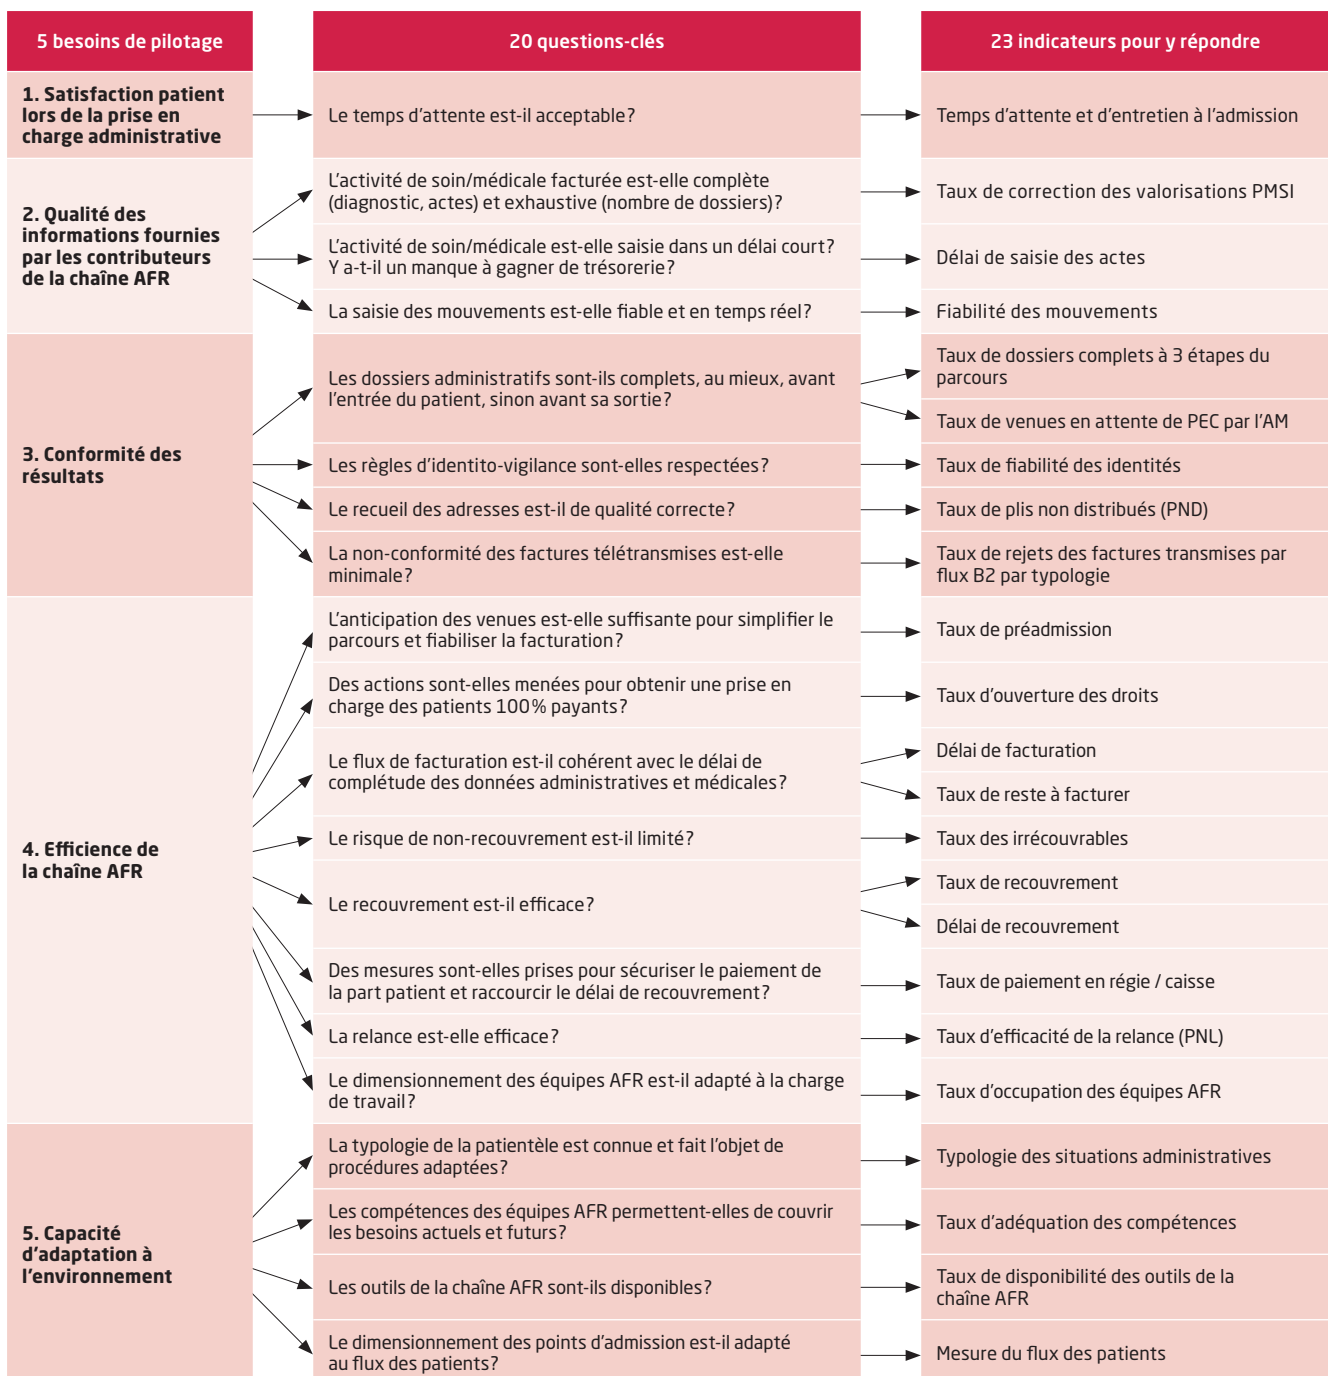 5 besoins de pilotage
20 questions-clés
23 indicateurs pour y répondre
1. Satisfaction patient
lors de la prise en
charge administrative
Le temps d'attente est-il acceptable?
Temps d'attente et d'entretien à l'admission
2. Qualité des
informations fournies
par les contributeurs
de la chaîne AFR
L'activité de soin/médicale facturée est-elle complète
(diagnostic, actes) et exhaustive (nombre de dossiers)?
Taux de correction des valorisations PMSI
L'activité de soin/médicale est-elle saisie dans un délai court?
Y a-t-il un manque à gagner de trésorerie?
Délai de saisie des actes
La saisie des mouvements est-elle fiable et en temps réel?
Fiabilité des mouvements
3. Conformité des
résultats
Les dossiers administratifs sont-ils complets, au mieux, avant
l'entrée du patient, sinon avant sa sortie?
Taux de dossiers complets à 3 étapes du
parcours
Taux de venues en attente de PEC par l'AM
Les règles d'identito-vigilance sont-elles respectées?
Taux de fiabilité des identités
Le recueil des adresses est-il de qualité correcte?
Taux de plis non distribués (PND)
La non-conformité des factures télétransmises est-elle
minimale?
Taux de rejets des factures transmises par
flux B2 par typologie
4. Efficience de
la chaîne AFR
L'anticipation des venues est-elle suffisante pour simplifier le
parcours et fiabiliser la facturation?
Taux de préadmission
Des actions sont-elles menées pour obtenir une prise en
charge des patients 100% payants?
Taux d'ouverture des droits
Le flux de facturation est-il cohérent avec le délai de
complétude des données administratives et médicales?
Délai de facturation
Taux de reste à facturer
Le risque de non-recouvrement est-il limité?
Taux des irrécouvrables
Le recouvrement est-il efficace?
Taux de recouvrement
Délai de recouvrement
Des mesures sont-elles prises pour sécuriser le paiement de
la part patient et raccourcir le délai de recouvrement?
Taux de paiement en régie / caisse
La relance est-elle efficace?
Taux d'efficacité de la relance (PNL)
Le dimensionnement des équipes AFR est-il adapté à la charge
de travail?
Taux d'occupation des équipes AFR
5. Capacité
d'adaptation à
l'environnement
La typologie de la patientèle est connue et fait l'objet de
procédures adaptées?
Typologie des situations administratives
Les compétences des équipes AFR permettent-elles de couvrir
les besoins actuels et futurs?
Taux d'adéquation des compétences
Les outils de la chaîne AFR sont-ils disponibles?
Taux de disponibilité des outils de la
chaîne AFR
Le dimensionnement des points d'admission est-il adapté
au flux des patients?
Mesure du flux des patients